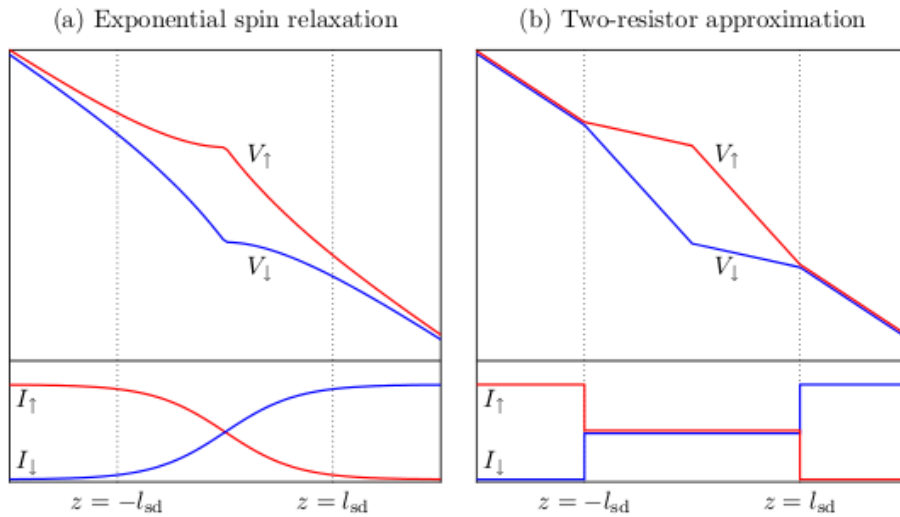 (a) Exponential spin relaxation
(b) Two-resistor approximation
V↑
V↓
V↑
V↓
I↑
I↓
I↑
I↓
z = −l_sd
z = l_sd
z = −l_sd
z = l_sd